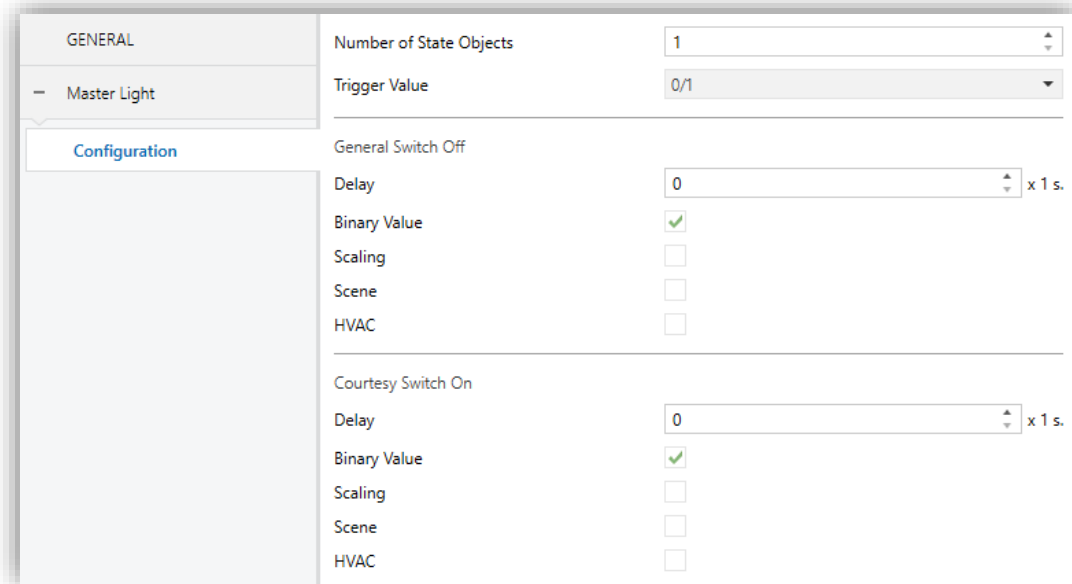 GENERAL
Master Light
Configuration
Number of State Objects 1
Trigger Value 0/1
General Switch Off
Delay 0 x 1 s.
Binary Value
Scaling
Scene
HVAC
Courtesy Switch On
Delay 0 x 1 s.
Binary Value
Scaling
Scene
HVAC